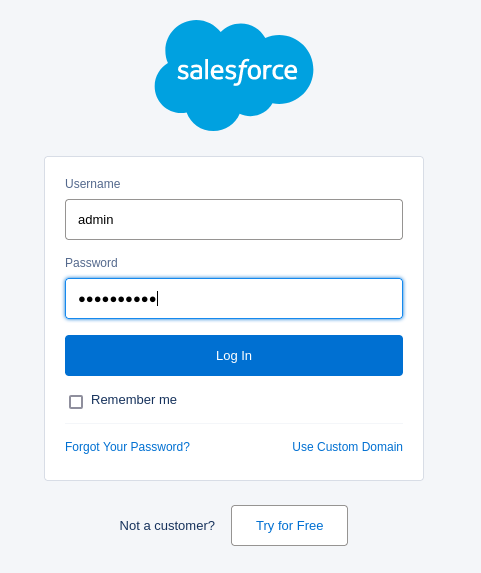 salesforce
Username
admin
Password
●●●●●●●●●●
Log In
Remember me
Forgot Your Password? Use Custom Domain
Not a customer? Try for Free